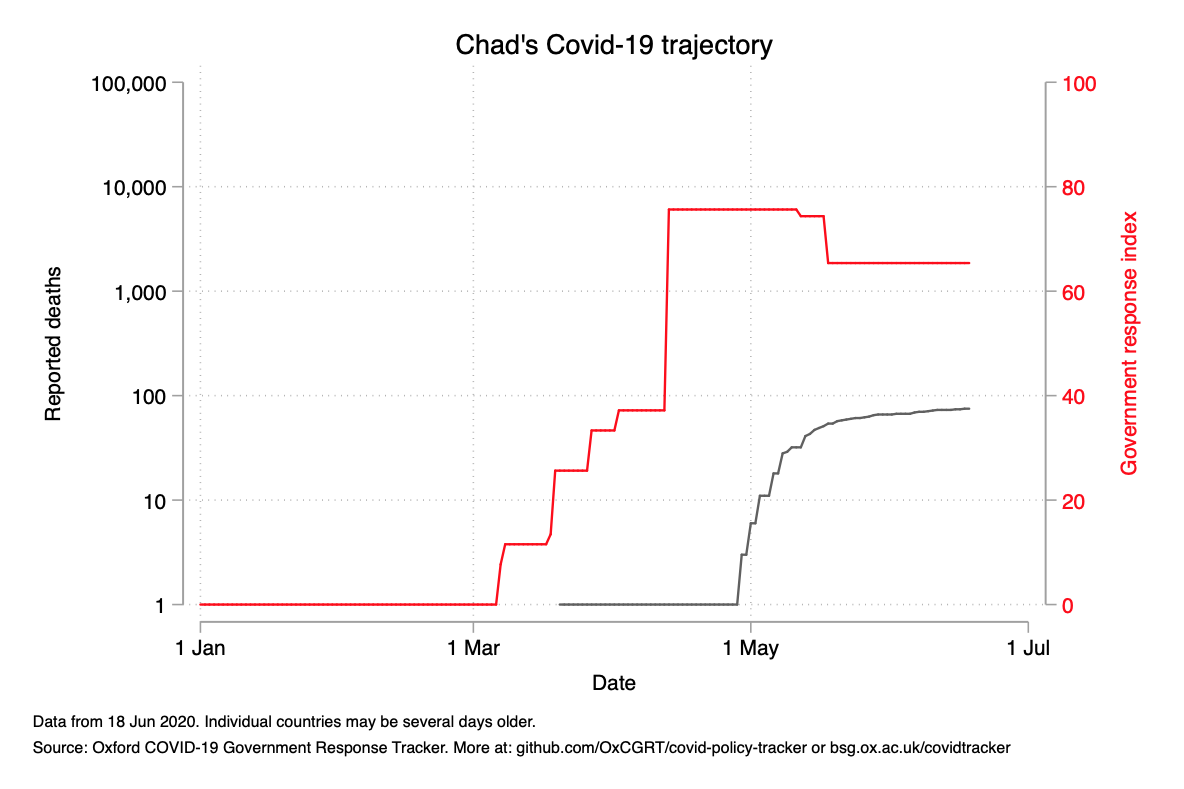 Chad's Covid-19 trajectory
100,000
10,000
1,000
100
10
1
Reported deaths
100
80
60
40
20
0
Government response index
1 Jan
1 Mar
1 May
1 Jul
Date
Data from 18 Jun 2020. Individual countries may be several days older.
Source: Oxford COVID-19 Government Response Tracker. More at: github.com/OxCGRT/covid-policy-tracker or bsg.ox.ac.uk/covidtracker